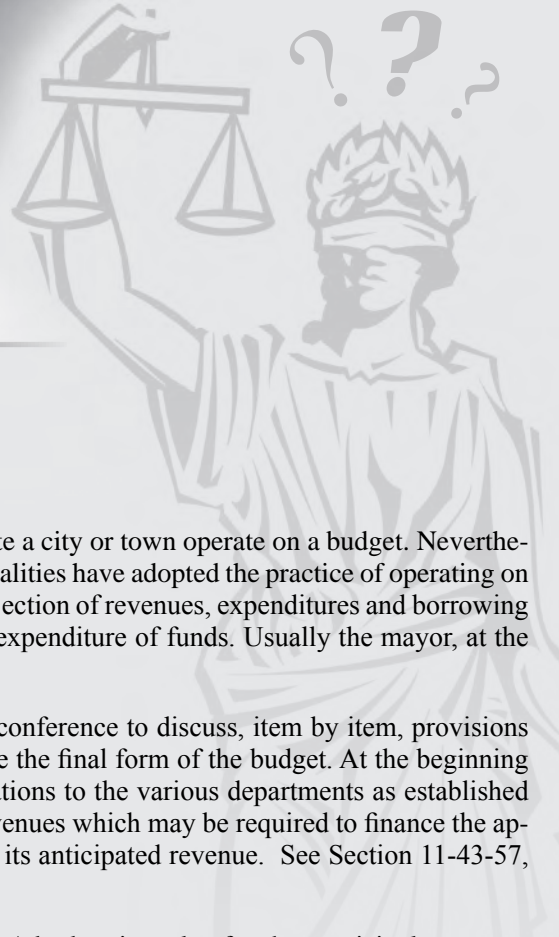 ? ? ?
te a city or town operate on a budget. Neverthe-
alities have adopted the practice of operating on
ection of revenues, expenditures and borrowing
expenditure of funds. Usually the mayor, at the
conference to discuss, item by item, provisions
e the final form of the budget. At the beginning
ations to the various departments as established
venues which may be required to finance the ap-
its anticipated revenue. See Section 11-43-57,